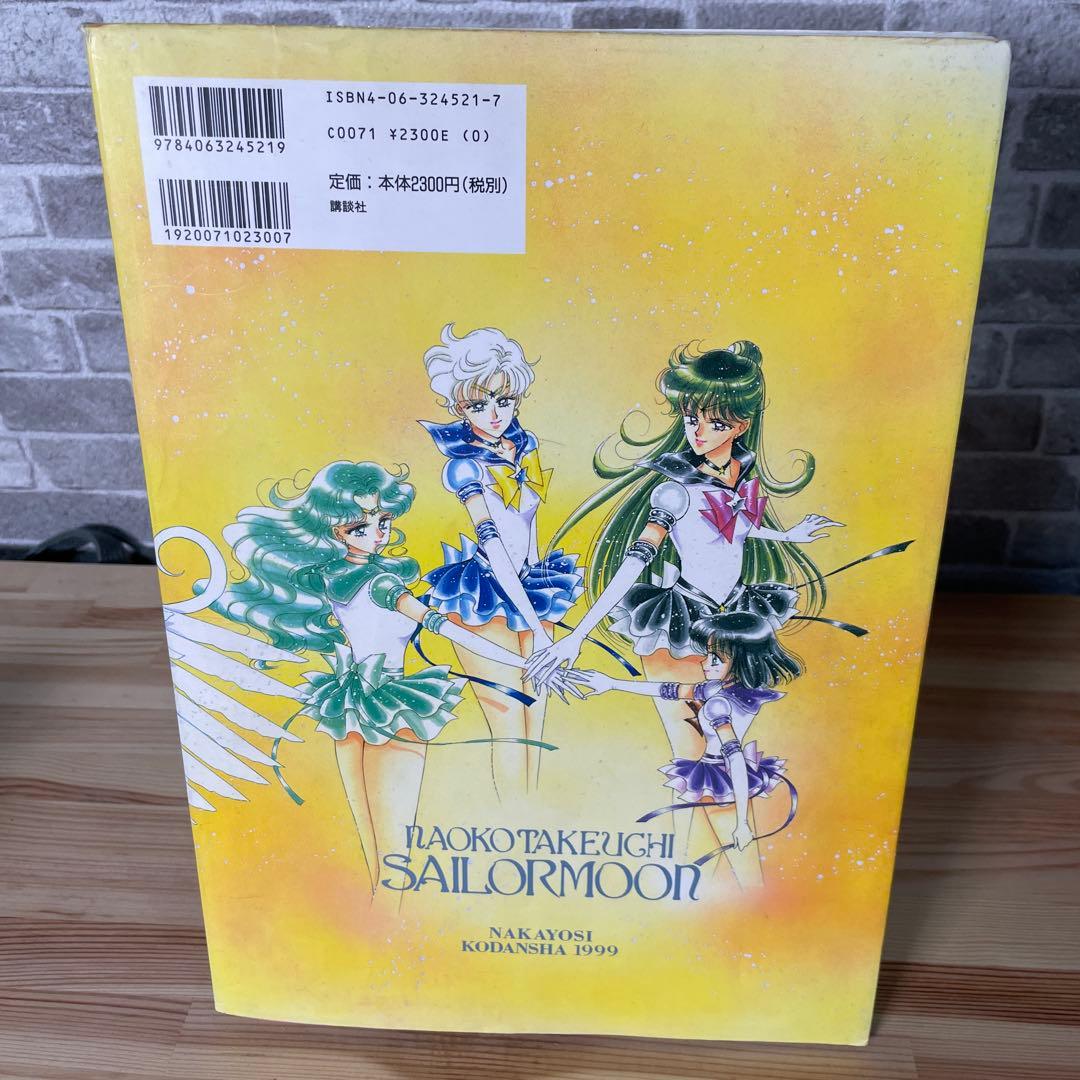 ISBN4-06-324521-7
C0071 ¥2300E (0)
9784063245219
定価：本体2300円(税別)
講談社
1920071023007
NAOKO TAKEUCHI
SAILORMOON
NAKAYOSI
KODANSHA 1999